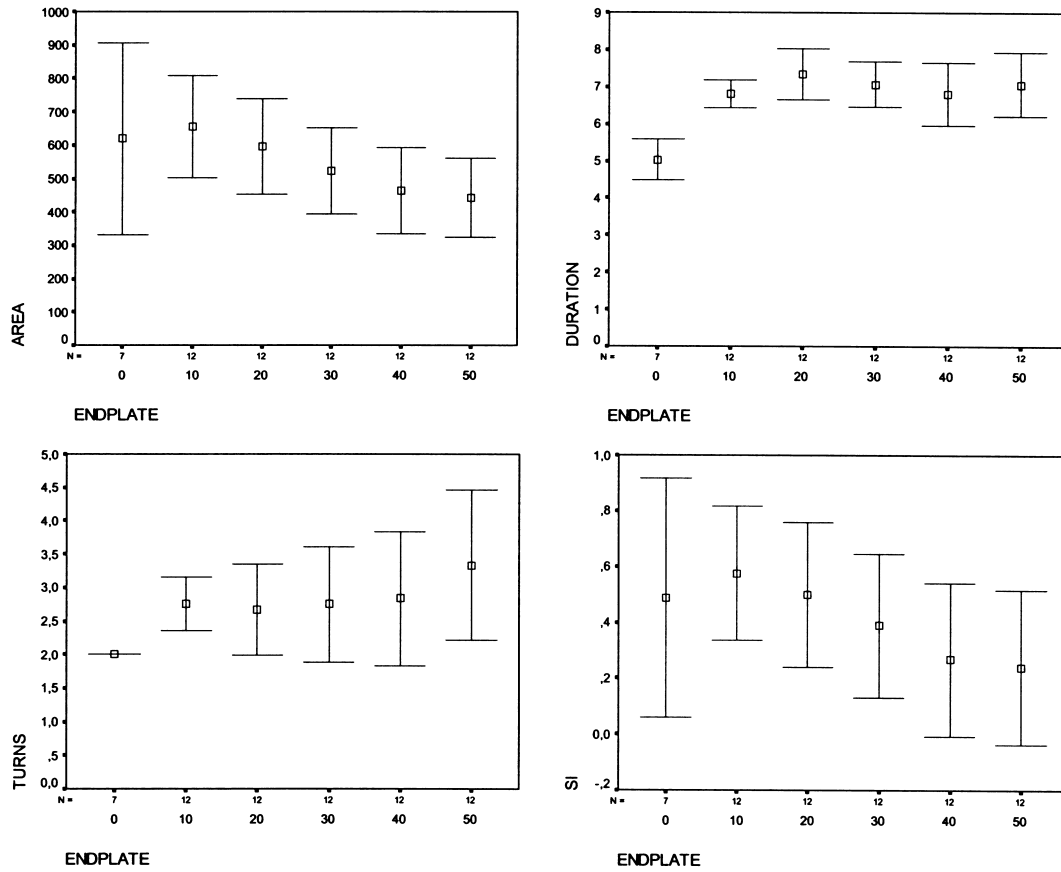 1000
900
800
700
600
500
400
300
200
100
0
AREA
N = 7 12 12 12 12 12
0 10 20 30 40 50
ENDPLATE
9
8
7
6
5
4
3
2
1
0
DURATION
N = 7 12 12 12 12 12
0 10 20 30 40 50
ENDPLATE
5,0
4,5
4,0
3,5
3,0
2,5
2,0
1,5
1,0
,5
0,0
TURNS
N = 7 12 12 12 12 12
0 10 20 30 40 50
ENDPLATE
1,0
,8
,6
,4
,2
0,0
-,2
SI
N = 7 12 12 12 12 12
0 10 20 30 40 50
ENDPLATE